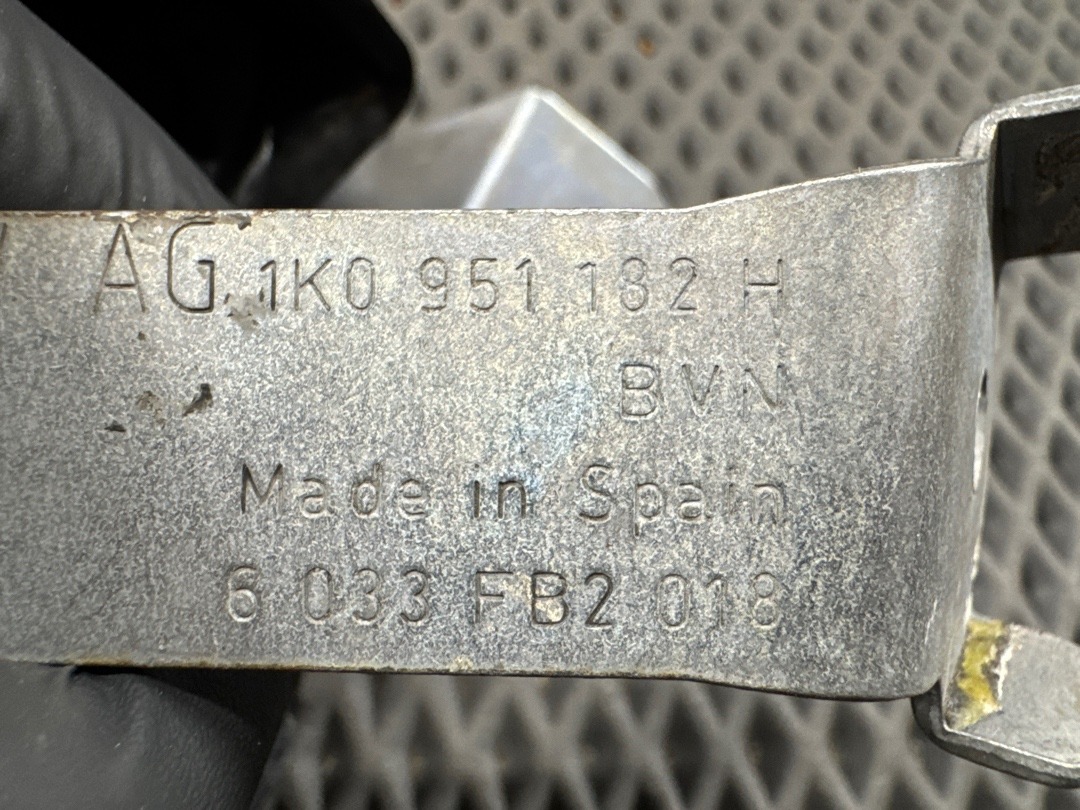 AG 1K0 951 182 H
BVN
Made in Spain
6 033 FB2 018